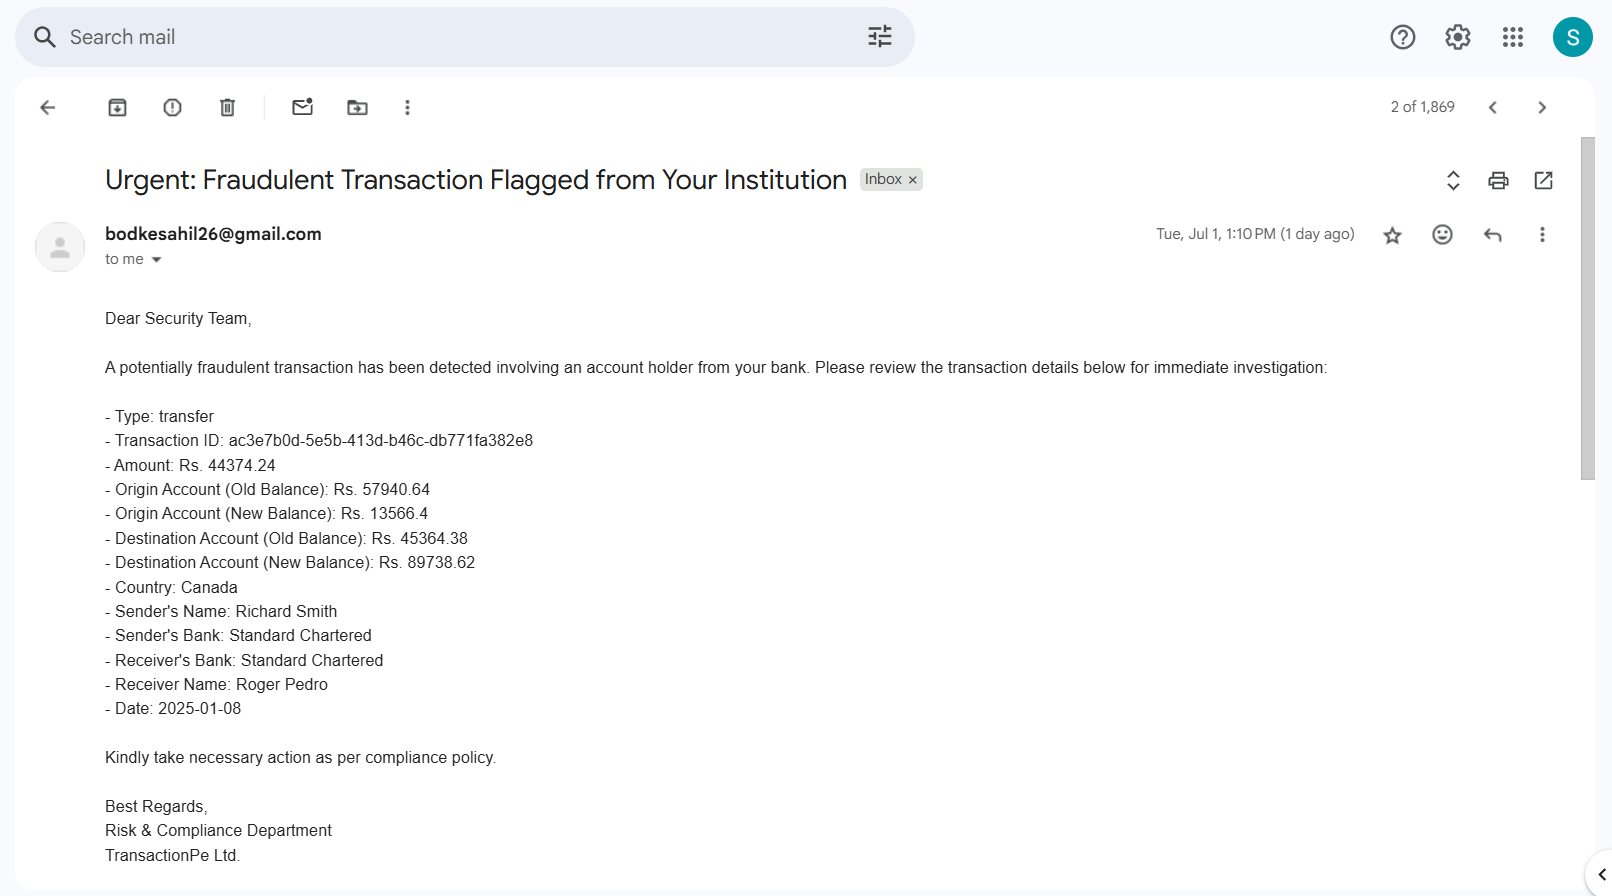 Search mail
S
2 of 1,869
Urgent: Fraudulent Transaction Flagged from Your Institution Inbox ×
bodkesahil26@gmail.com
Tue, Jul 1, 1:10 PM (1 day ago)
to me
Dear Security Team,
A potentially fraudulent transaction has been detected involving an account holder from your bank. Please review the transaction details below for immediate investigation:
- Type: transfer
- Transaction ID: ac3e7b0d-5e5b-413d-b46c-db771fa382e8
- Amount: Rs. 44374.24
- Origin Account (Old Balance): Rs. 57940.64
- Origin Account (New Balance): Rs. 13566.4
- Destination Account (Old Balance): Rs. 45364.38
- Destination Account (New Balance): Rs. 89738.62
- Country: Canada
- Sender's Name: Richard Smith
- Sender's Bank: Standard Chartered
- Receiver's Bank: Standard Chartered
- Receiver Name: Roger Pedro
- Date: 2025-01-08
Kindly take necessary action as per compliance policy.
Best Regards,
Risk & Compliance Department
TransactionPe Ltd.